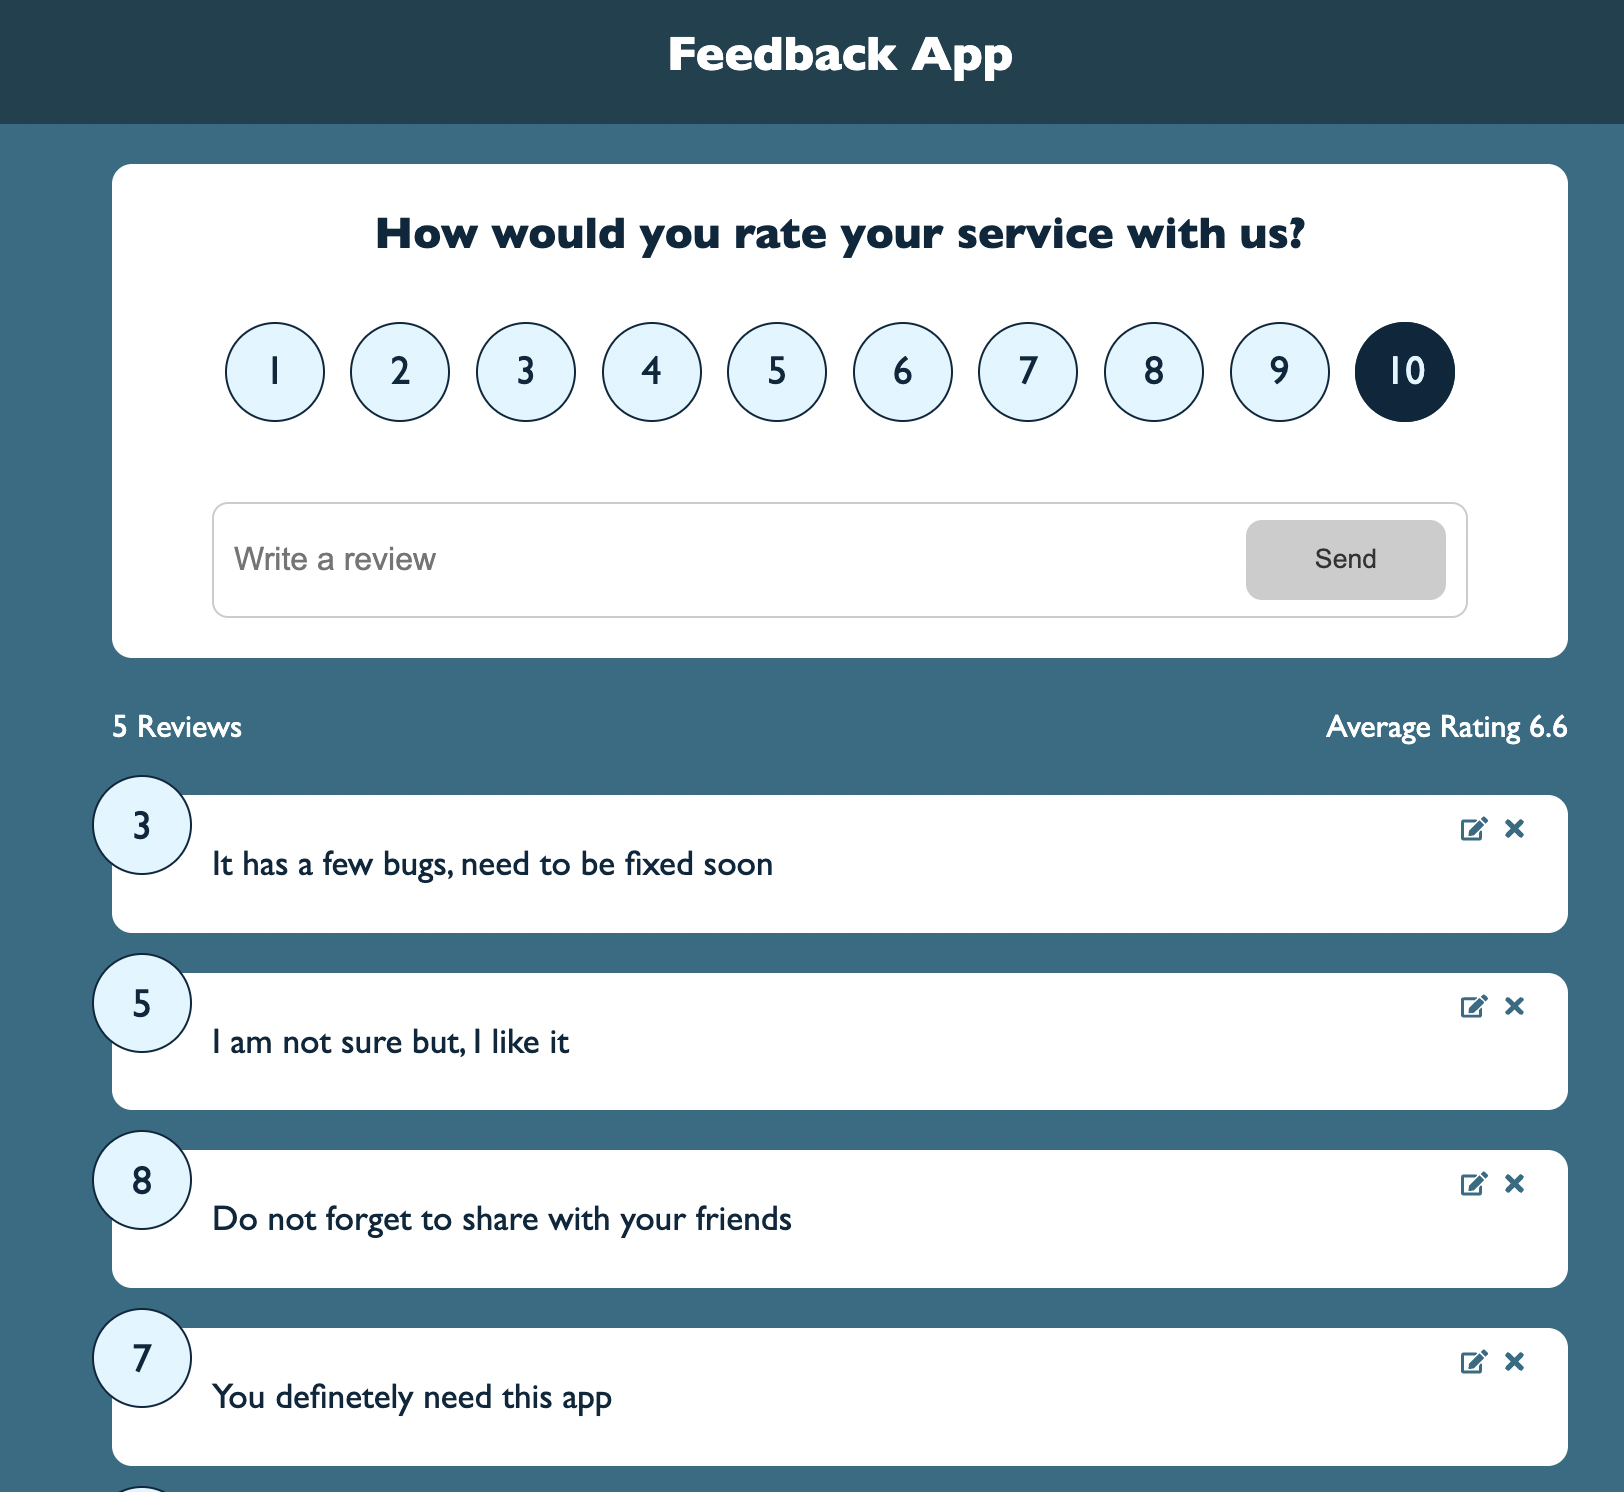 Feedback App
How would you rate your service with us?
1 2 3 4 5 6 7 8 9 10
Write a review
Send
5 Reviews
Average Rating 6.6
3
It has a few bugs, need to be fixed soon
5
I am not sure but, I like it
8
Do not forget to share with your friends
7
You definetely need this app